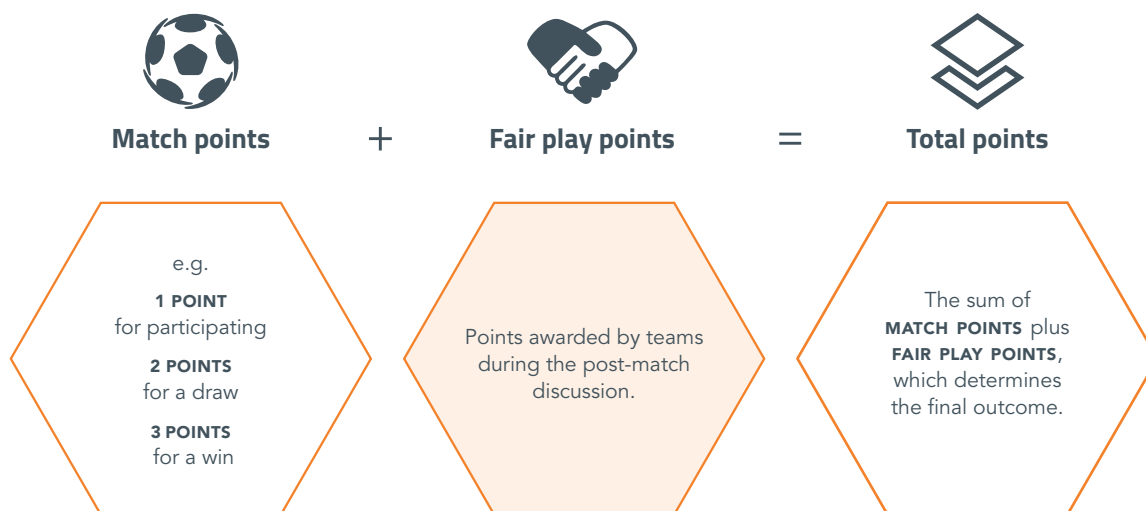 Match points
+
Fair play points
=
Total points
e.g.
1 POINT
for participating
2 POINTS
for a draw
3 POINTS
for a win
Points awarded by teams
during the post-match
discussion.
The sum of
MATCH POINTS plus
FAIR PLAY POINTS,
which determines
the final outcome.